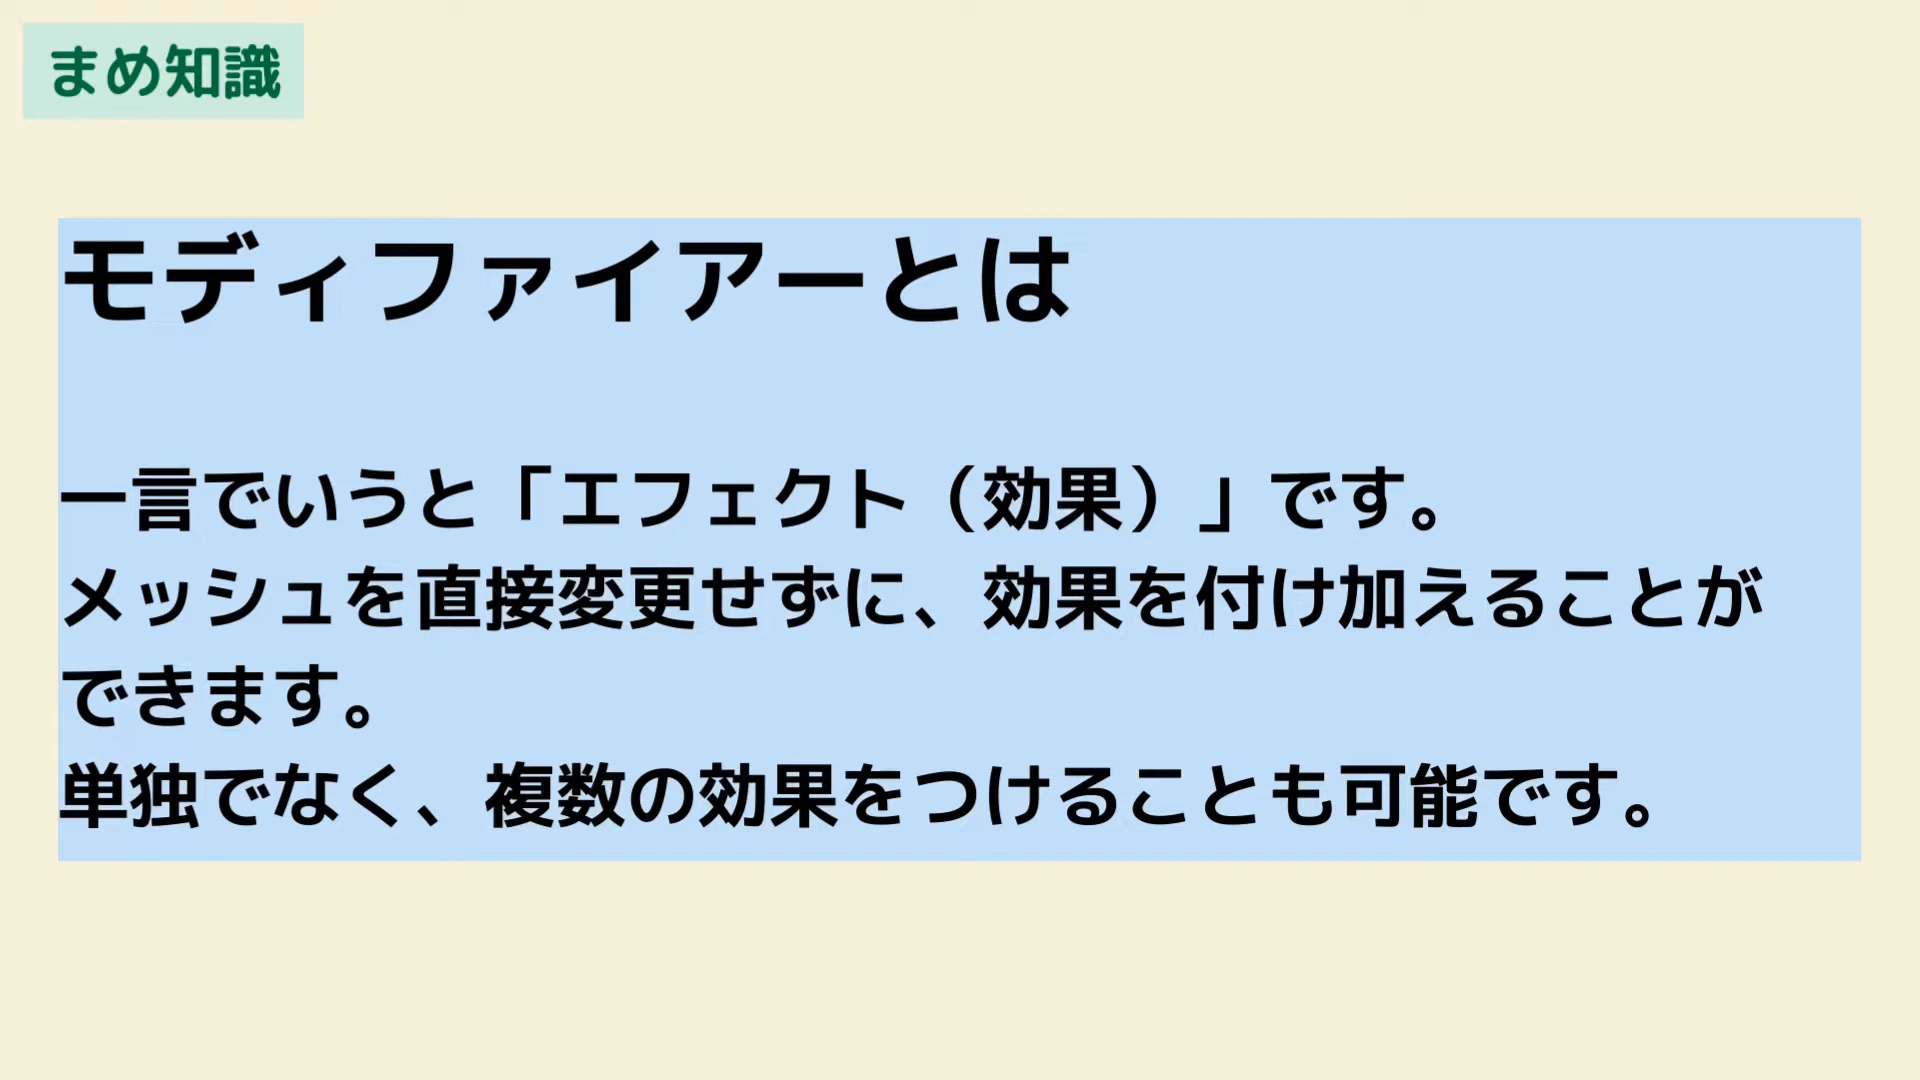 まめ知識
モディファイアーとは
一言でいうと「エフェクト（効果）」です。
メッシュを直接変更せずに、効果を付け加えることが
できます。
単独でなく、複数の効果をつけることも可能です。